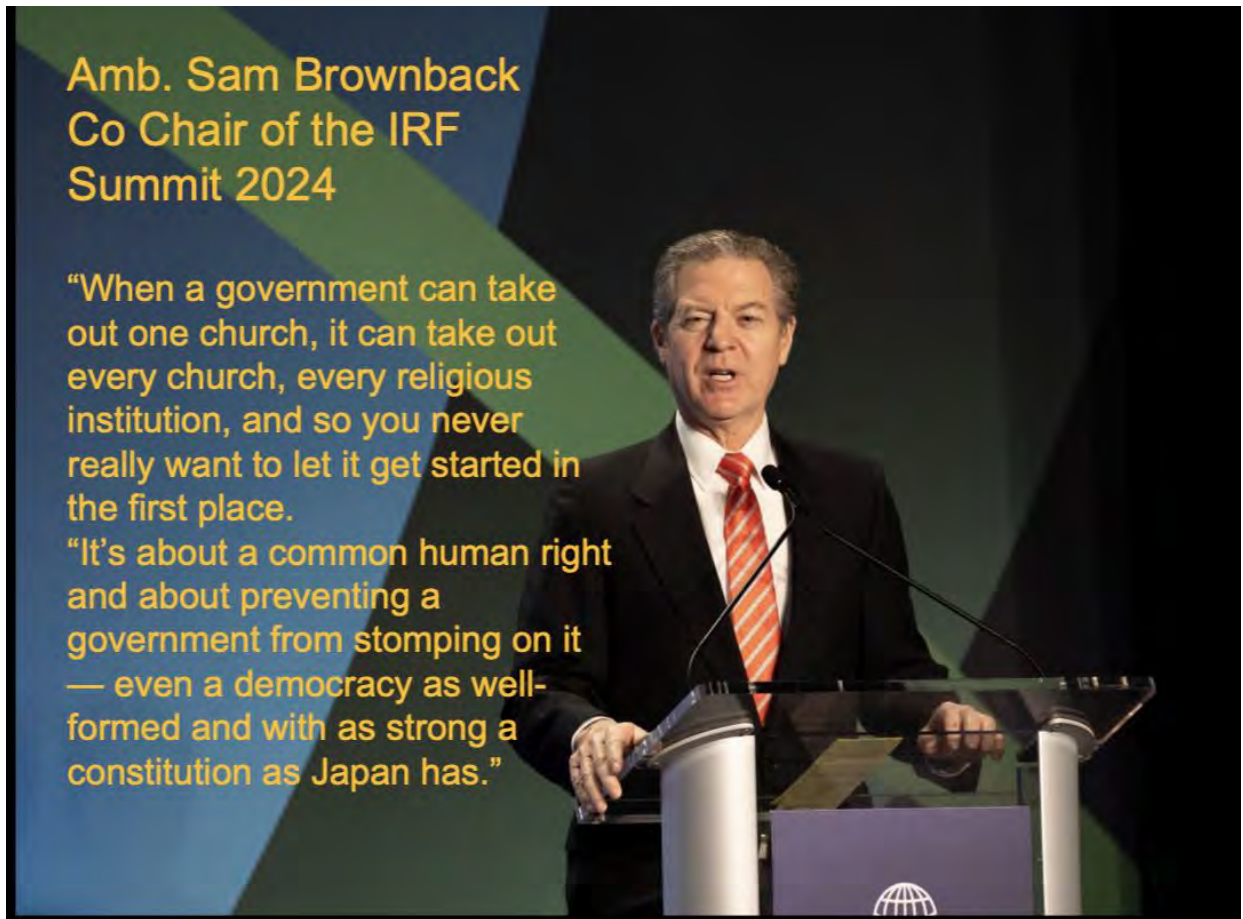 Amb. Sam Brownback
Co Chair of the IRF
Summit 2024
“When a government can take
out one church, it can take out
every church, every religious
institution, and so you never
really want to let it get started in
the first place.
“It’s about a common human right
and about preventing a
government from stomping on it
— even a democracy as well-
formed and with as strong a
constitution as Japan has.”